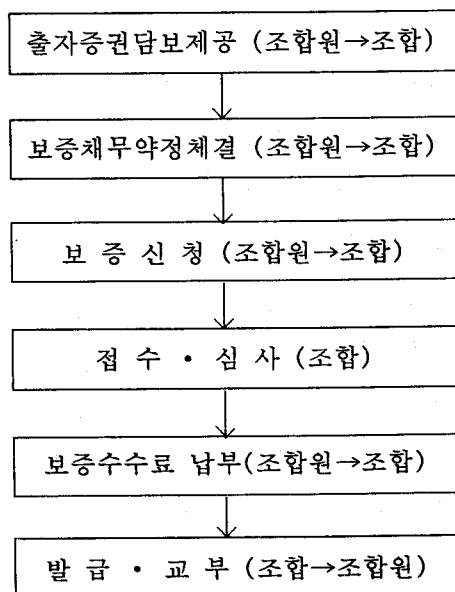 출자증권담보제공 (조합원→조합)
보증채무약정체결 (조합원→조합)
보 증 신 청 (조합원→조합)
접 수 · 심 사 (조합)
보증수수료 납부(조합원→조합)
발 급 · 교 부 (조합→조합원)